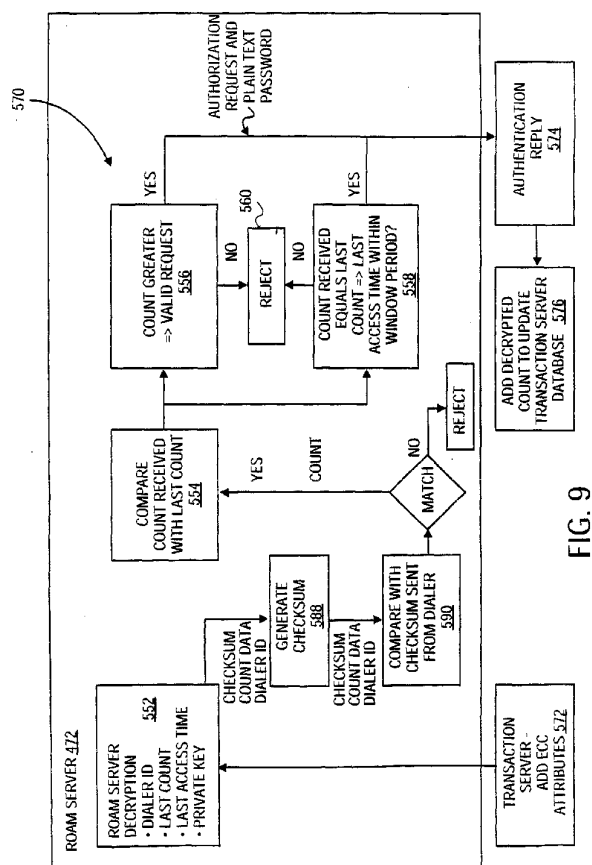 570
ROAM SERVER 472
ROAM SERVER
DECRYPTION 552
• DIALER ID
• LAST COUNT
• LAST ACCESS TIME
• PRIVATE KEY
CHECKSUM
COUNT DATA
DIALER ID
GENERATE
CHECKSUM
588
CHECKSUM
COUNT DATA
DIALER ID
COMPARE WITH
CHECKSUM SENT
FROM DIALER
590
MATCH
NO
REJECT
YES
COUNT
COMPARE
COUNT RECEIVED
WITH LAST COUNT
554
COUNT GREATER
=> VALID REQUEST
556
YES
NO
REJECT
560
NO
COUNT RECEIVED
EQUALS LAST
COUNT => LAST
ACCESS TIME WITHIN
WINDOW PERIOD?
558
YES
AUTHORIZATION
REQUEST AND
PLAIN TEXT
PASSWORD
TRANSACTION
SERVER -
ADD ECC
ATTRIBUTES 572
ADD DECRYPTED
COUNT TO UPDATE
TRANSACTION SERVER
DATABASE 576
AUTHENTICATION
REPLY
574
FIG. 9